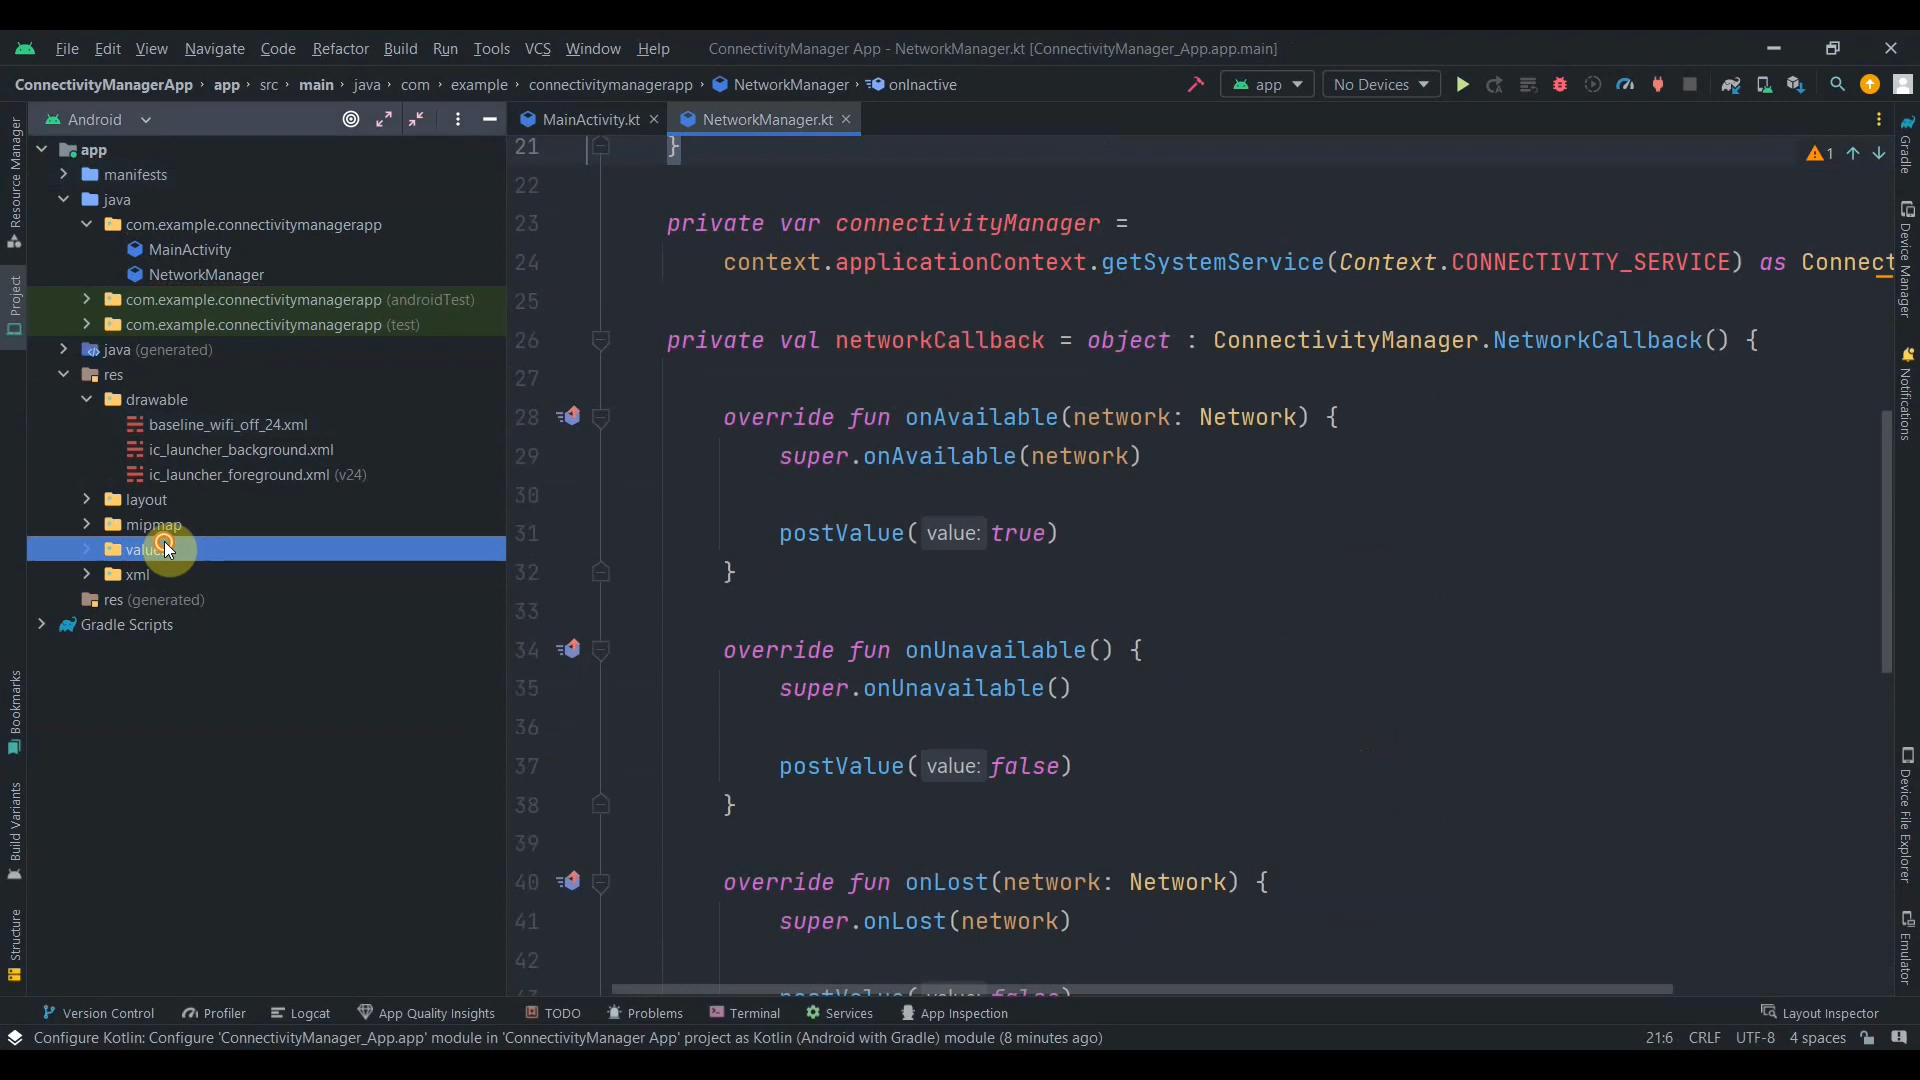 File Edit View Navigate Code Refactor Build Run Tools VCS Window Help ConnectivityManager App - NetworkManager.kt [ConnectivityManager_App.app.main]
ConnectivityManagerApp app src main java com example connectivitymanagerapp NetworkManager onInactive app No Devices
Android MainActivity.kt NetworkManager.kt
app
manifests
java
com.example.connectivitymanagerapp
MainActivity
NetworkManager
com.example.connectivitymanagerapp (androidTest)
com.example.connectivitymanagerapp (test)
java (generated)
res
drawable
baseline_wifi_off_24.xml
ic_launcher_background.xml
ic_launcher_foreground.xml (v24)
layout
mipmap
xml
res (generated)
Gradle Scripts
21 }
22
23 private var connectivityManager =
24 context.applicationContext.getSystemService(Context.CONNECTIVITY_SERVICE) as Connect
25
26 private val networkCallback = object : ConnectivityManager.NetworkCallback() {
27
28 override fun onAvailable(network: Network) {
29 super.onAvailable(network)
30
31 postValue( value: true)
32 }
33
34 override fun onUnavailable() {
35 super.onUnavailable()
36
37 postValue( value: false)
38 }
39
40 override fun onLost(network: Network) {
41 super.onLost(network)
42
1
Resource Manager
Project
Bookmarks
Build Variants
Structure
Gradle
Device Manager
Notifications
Device File Explorer
Emulator
Version Control Profiler Logcat App Quality Insights TODO Problems Terminal Services App Inspection Layout Inspector
Configure Kotlin: Configure 'ConnectivityManager_App.app' module in 'ConnectivityManager App' project as Kotlin (Android with Gradle) module (8 minutes ago) 21:6 CRLF UTF-8 4 spaces